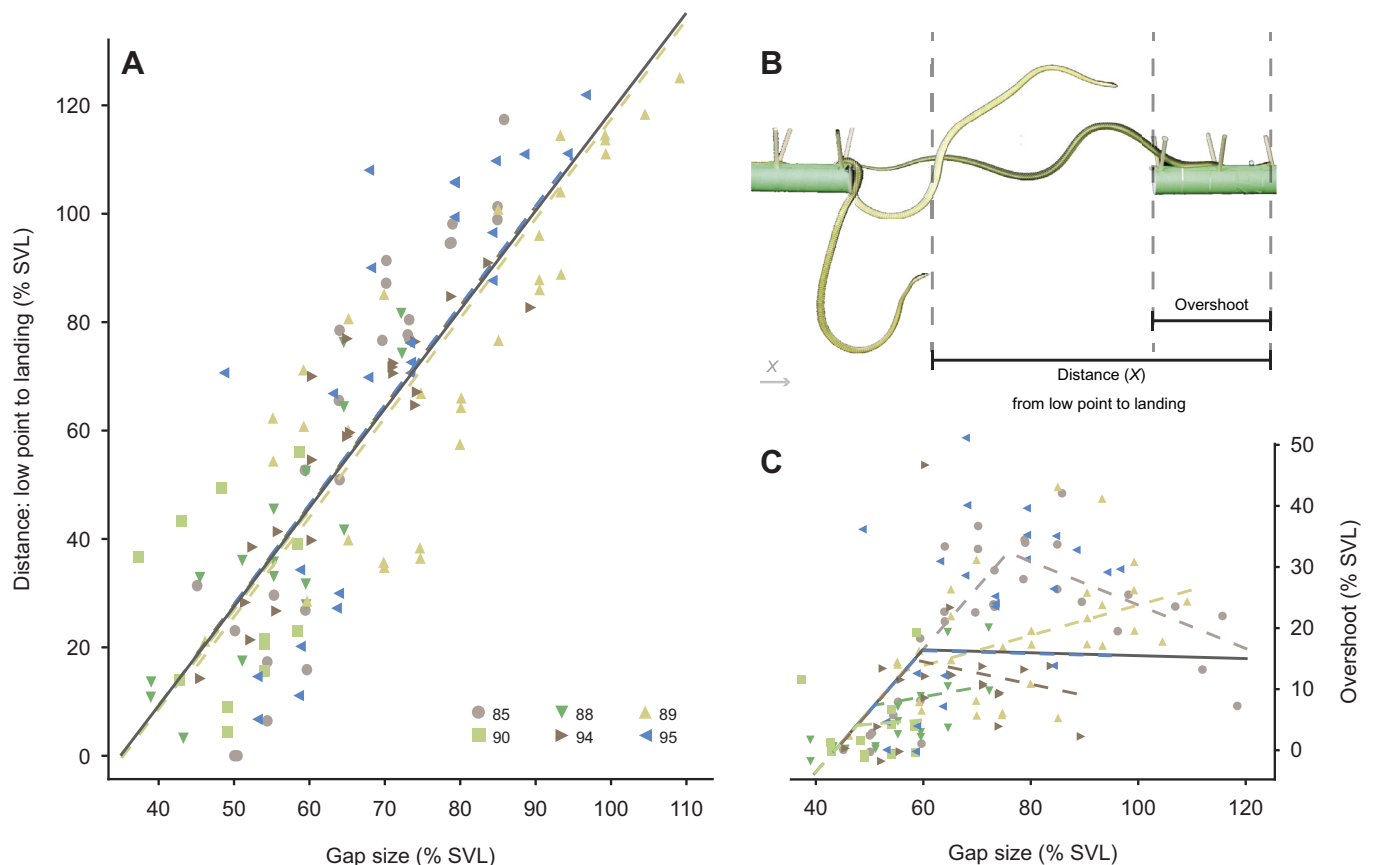 A
Distance: low point to landing (% SVL)
120
100
80
60
40
20
0
40 50 60 70 80 90 100 110
Gap size (% SVL)
85 88 89
90 94 95
B
Overshoot
X
Distance (X)
from low point to landing
C
50
40
30
20
10
0
Overshoot (% SVL)
40 60 80 100 120
Gap size (% SVL)